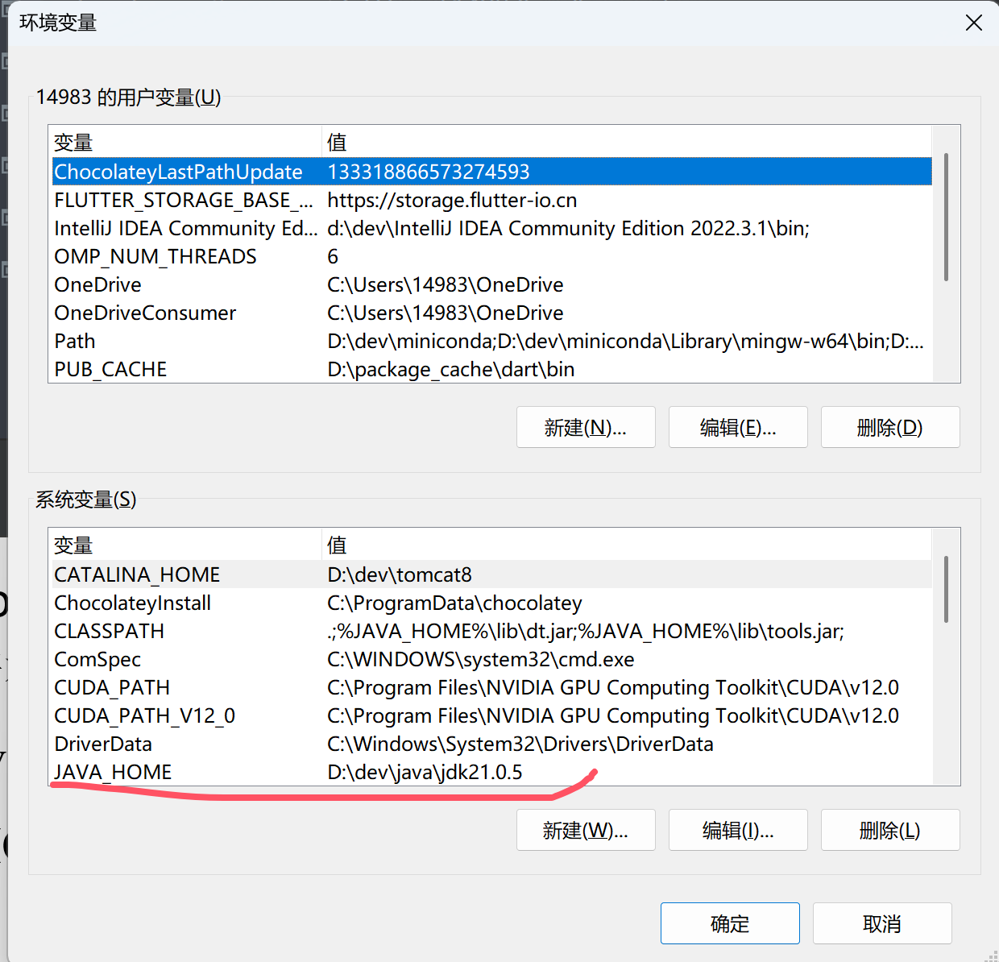 环境变量
14983 的用户变量(U)
变量 值
ChocolateyLastPathUpdate 133318866573274593
FLUTTER_STORAGE_BASE_... https://storage.flutter-io.cn
IntelliJ IDEA Community Ed... d:\dev\IntelliJ IDEA Community Edition 2022.3.1\bin;
OMP_NUM_THREADS 6
OneDrive C:\Users\14983\OneDrive
OneDriveConsumer C:\Users\14983\OneDrive
Path D:\dev\miniconda;D:\dev\miniconda\Library\mingw-w64\bin;D:...
PUB_CACHE D:\package_cache\dart\bin
新建(N)... 编辑(E)... 删除(D)
系统变量(S)
变量 值
CATALINA_HOME D:\dev\tomcat8
ChocolateyInstall C:\ProgramData\chocolatey
CLASSPATH .;%JAVA_HOME%\lib\dt.jar;%JAVA_HOME%\lib\tools.jar;
ComSpec C:\WINDOWS\system32\cmd.exe
CUDA_PATH C:\Program Files\NVIDIA GPU Computing Toolkit\CUDA\v12.0
CUDA_PATH_V12_0 C:\Program Files\NVIDIA GPU Computing Toolkit\CUDA\v12.0
DriverData C:\Windows\System32\Drivers\DriverData
JAVA_HOME D:\dev\java\jdk21.0.5
新建(W)... 编辑(I)... 删除(L)
确定 取消